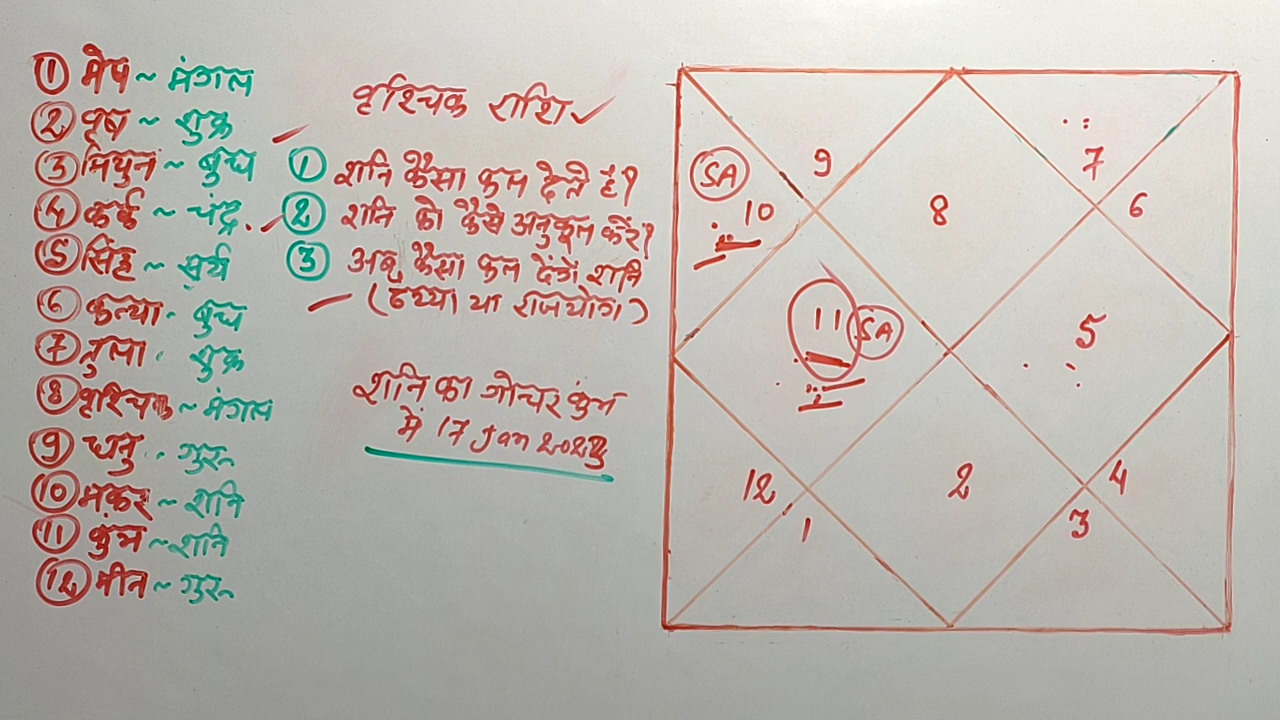 ① मेष ~ मंगल
② वृष ~ शुक्र
③ मिथुन ~ बुध
④ कर्क ~ चंद्र
⑤ सिंह ~ सूर्य
⑥ कन्या - बुध
⑦ तुला - शुक्र
⑧ वृश्चिक ~ मंगल
⑨ धनु - गुरु
⑩ मकर ~ शनि
⑪ कुंभ ~ शनि
⑫ मीन ~ गुरु
वृश्चिक राशि
① शनि कैसा फल देते है?
② शनि को कैसे अनुकूल करें?
③ अब कैसा फल देंगे शनि
(ढय्या या राजयोग)
शनि का गोचर कुंभ
में 17 Jan 2023
9
7
SA
10
8
6
11 SA
5
12
2
4
1
3